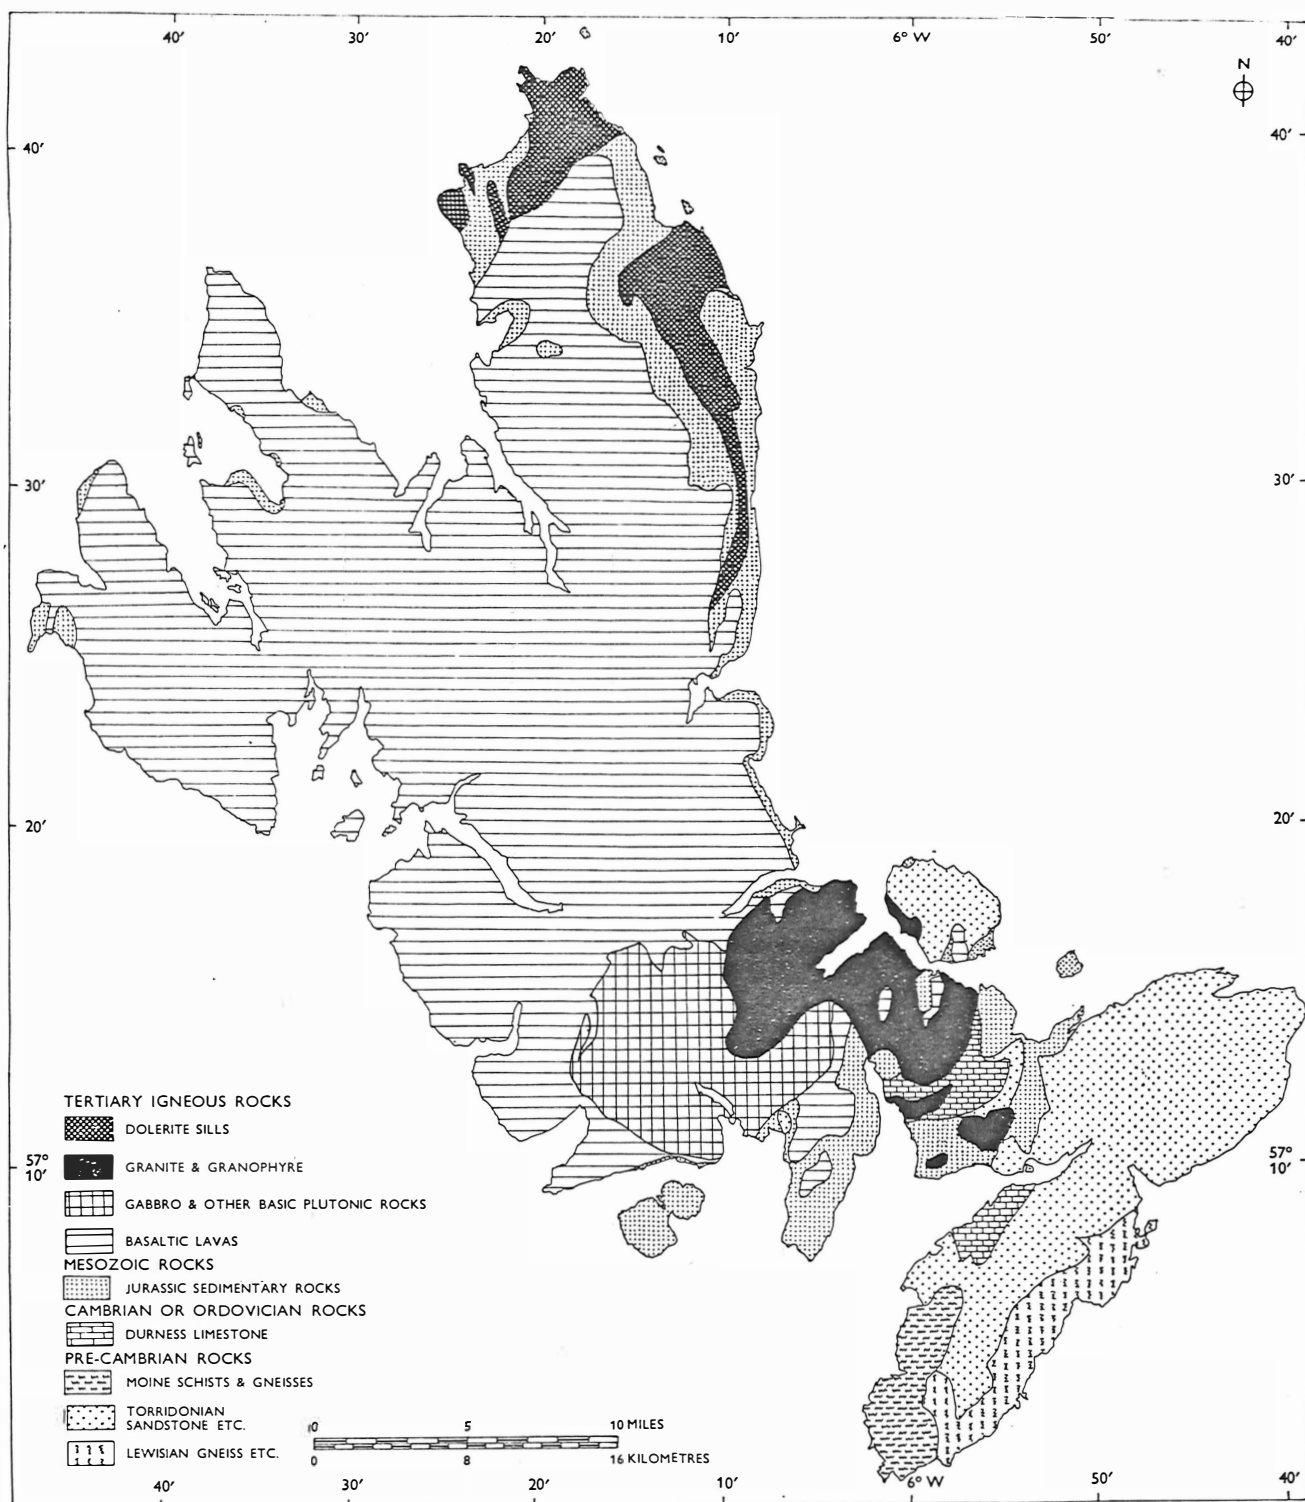 40′ 30′ 20′ 10′ 6° W 50′ 40′
N
40′ 40′
30′ 30′
20′ 20′
57° 10′ 57° 10′
TERTIARY IGNEOUS ROCKS
DOLERITE SILLS
GRANITE & GRANOPHYRE
GABBRO & OTHER BASIC PLUTONIC ROCKS
BASALTIC LAVAS
MESOZOIC ROCKS
JURASSIC SEDIMENTARY ROCKS
CAMBRIAN OR ORDOVICIAN ROCKS
DURNESS LIMESTONE
PRE-CAMBRIAN ROCKS
MOINE SCHISTS & GNEISSES
TORRIDONIAN
SANDSTONE ETC.
LEWISIAN GNEISS ETC.
0 5 10 MILES
0 8 16 KILOMETRES
40′ 30′ 20′ 10′ 6° W 50′ 40′